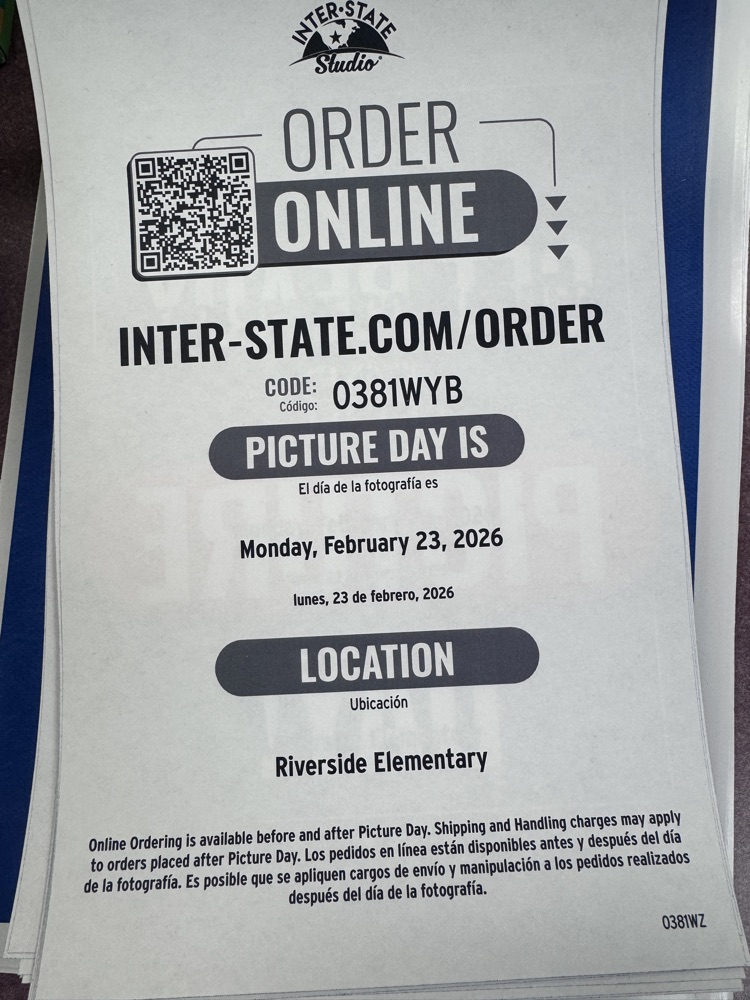 INTER·STATE
Studio®
ORDER
ONLINE
INTER-STATE.COM/ORDER
CODE: 0381WYB
Código:
PICTURE DAY IS
El día de la fotografía es
Monday, February 23, 2026
lunes, 23 de febrero, 2026
LOCATION
Ubicación
Riverside Elementary
Online Ordering is available before and after Picture Day. Shipping and Handling charges may apply
to orders placed after Picture Day. Los pedidos en línea están disponibles antes y después del día
de la fotografía. Es posible que se apliquen cargos de envío y manipulación a los pedidos realizados
después del día de la fotografía.
0381WZ